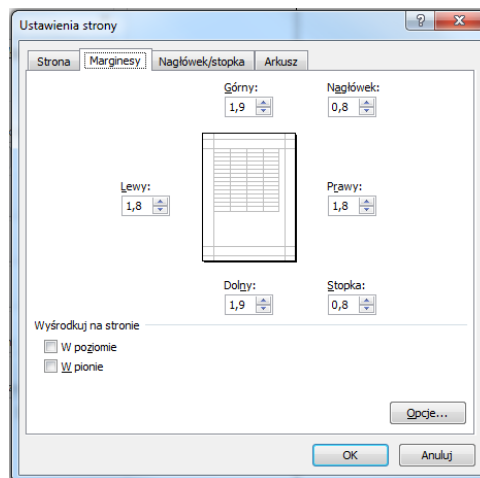 Ustawienia strony
Strona Marginesy Nagłówek/stopka Arkusz
Górny: Nagłówek:
1,9 0,8
Lewy: Prawy:
1,8 1,8
Dolny: Stopka:
1,9 0,8
Wyśrodkuj na stronie
W poziomie
W pionie
Opcje...
OK Anuluj